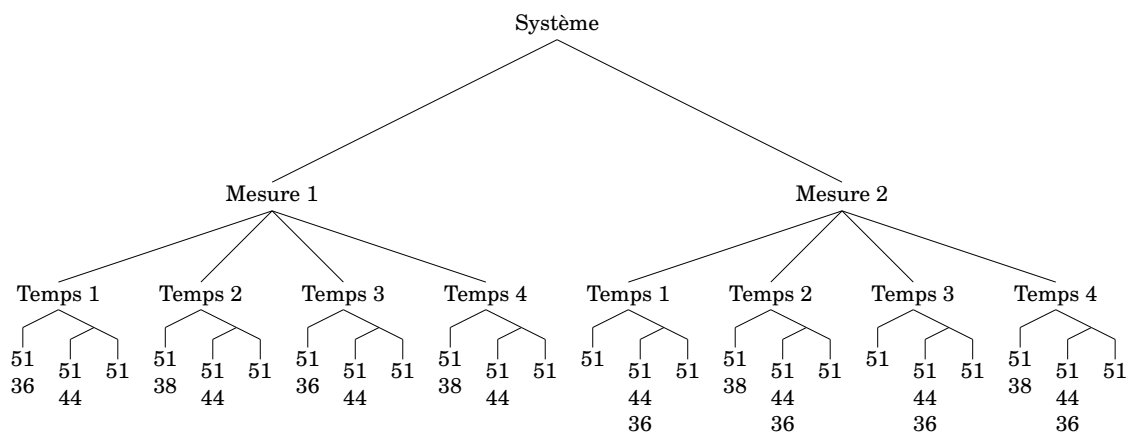 Système
Mesure 1 Mesure 2
Temps 1 Temps 2 Temps 3 Temps 4 Temps 1 Temps 2 Temps 3 Temps 4
51 51 51 51 51 51 51 51 51 51 51 51 51 51 51 51 51 51 51 51 51 51 51 51
36 38 36 38 38 38
44 44 44 44 44 44 44 44
36 36 36 36